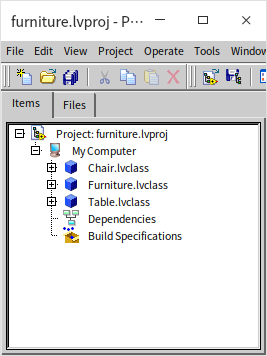 furniture.lvproj - P
File Edit View Project Operate Tools Window
Items Files
Project: furniture.lvproj
My Computer
Chair.lvclass
Furniture.lvclass
Table.lvclass
Dependencies
Build Specifications